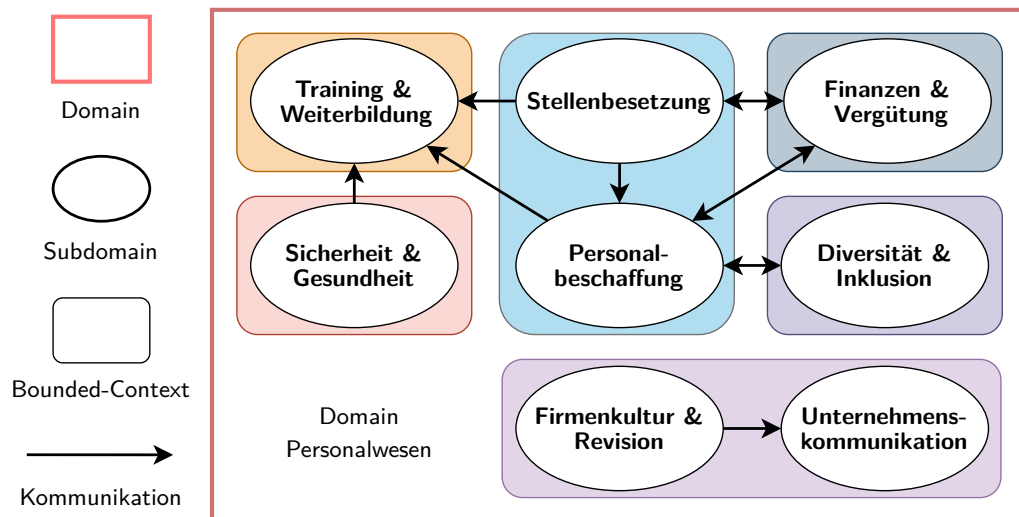 Domain
Subdomain
Bounded-Context
Kommunikation
Training &
Weiterbildung
Stellenbesetzung
Finanzen &
Vergütung
Sicherheit &
Gesundheit
Personal-
beschaffung
Diversität &
Inklusion
Domain
Personalwesen
Firmenkultur &
Revision
Unternehmens-
kommunikation